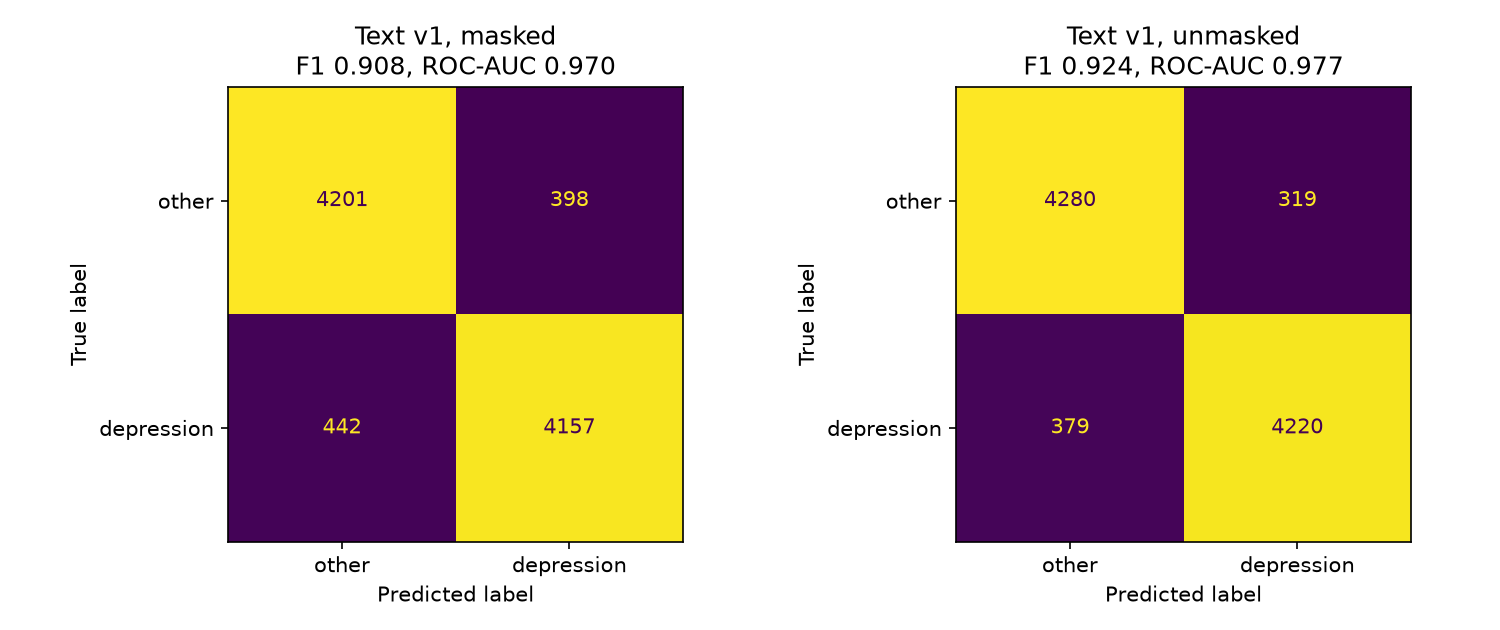 Text v1, masked
F1 0.908, ROC-AUC 0.970
True label
other
4201
398
depression
442
4157
other
depression
Predicted label
Text v1, unmasked
F1 0.924, ROC-AUC 0.977
True label
other
4280
319
depression
379
4220
other
depression
Predicted label